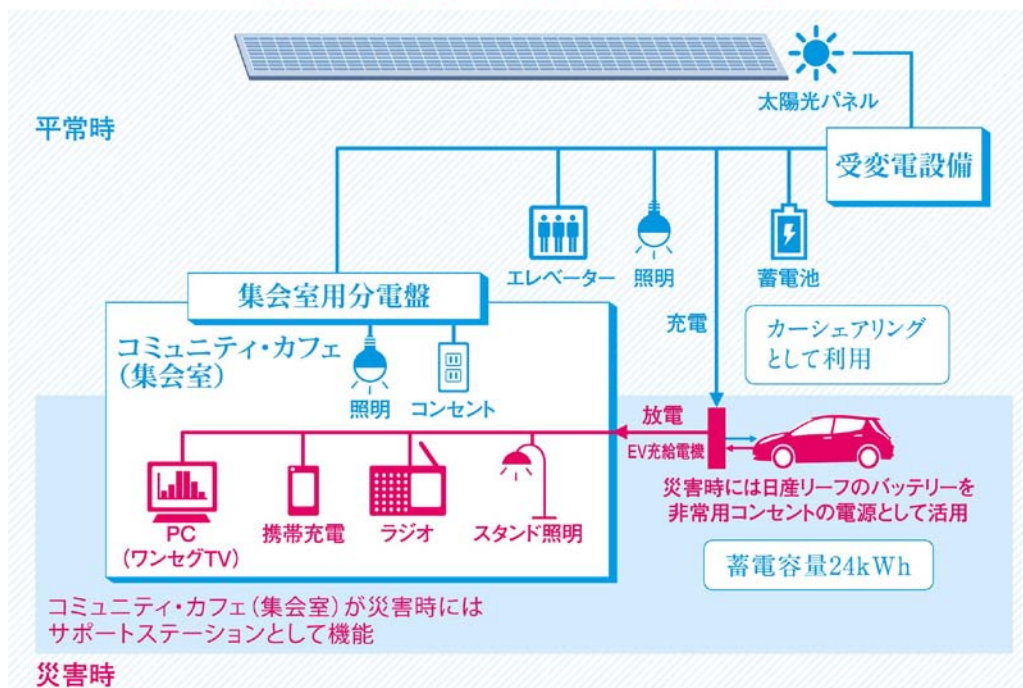 太陽光パネル
平常時
受変電設備
エレベーター
照明
蓄電池
集会室用分電盤
充電
カーシェアリング
として利用
コミュニティ・カフェ
(集会室)
照明
コンセント
放電
EV充給電機
災害時には日産リーフのバッテリーを
非常用コンセントの電源として活用
PC
(ワンセグTV)
携帯充電
ラジオ
スタンド照明
蓄電容量24kWh
コミュニティ・カフェ(集会室)が災害時には
サポートステーションとして機能
災害時